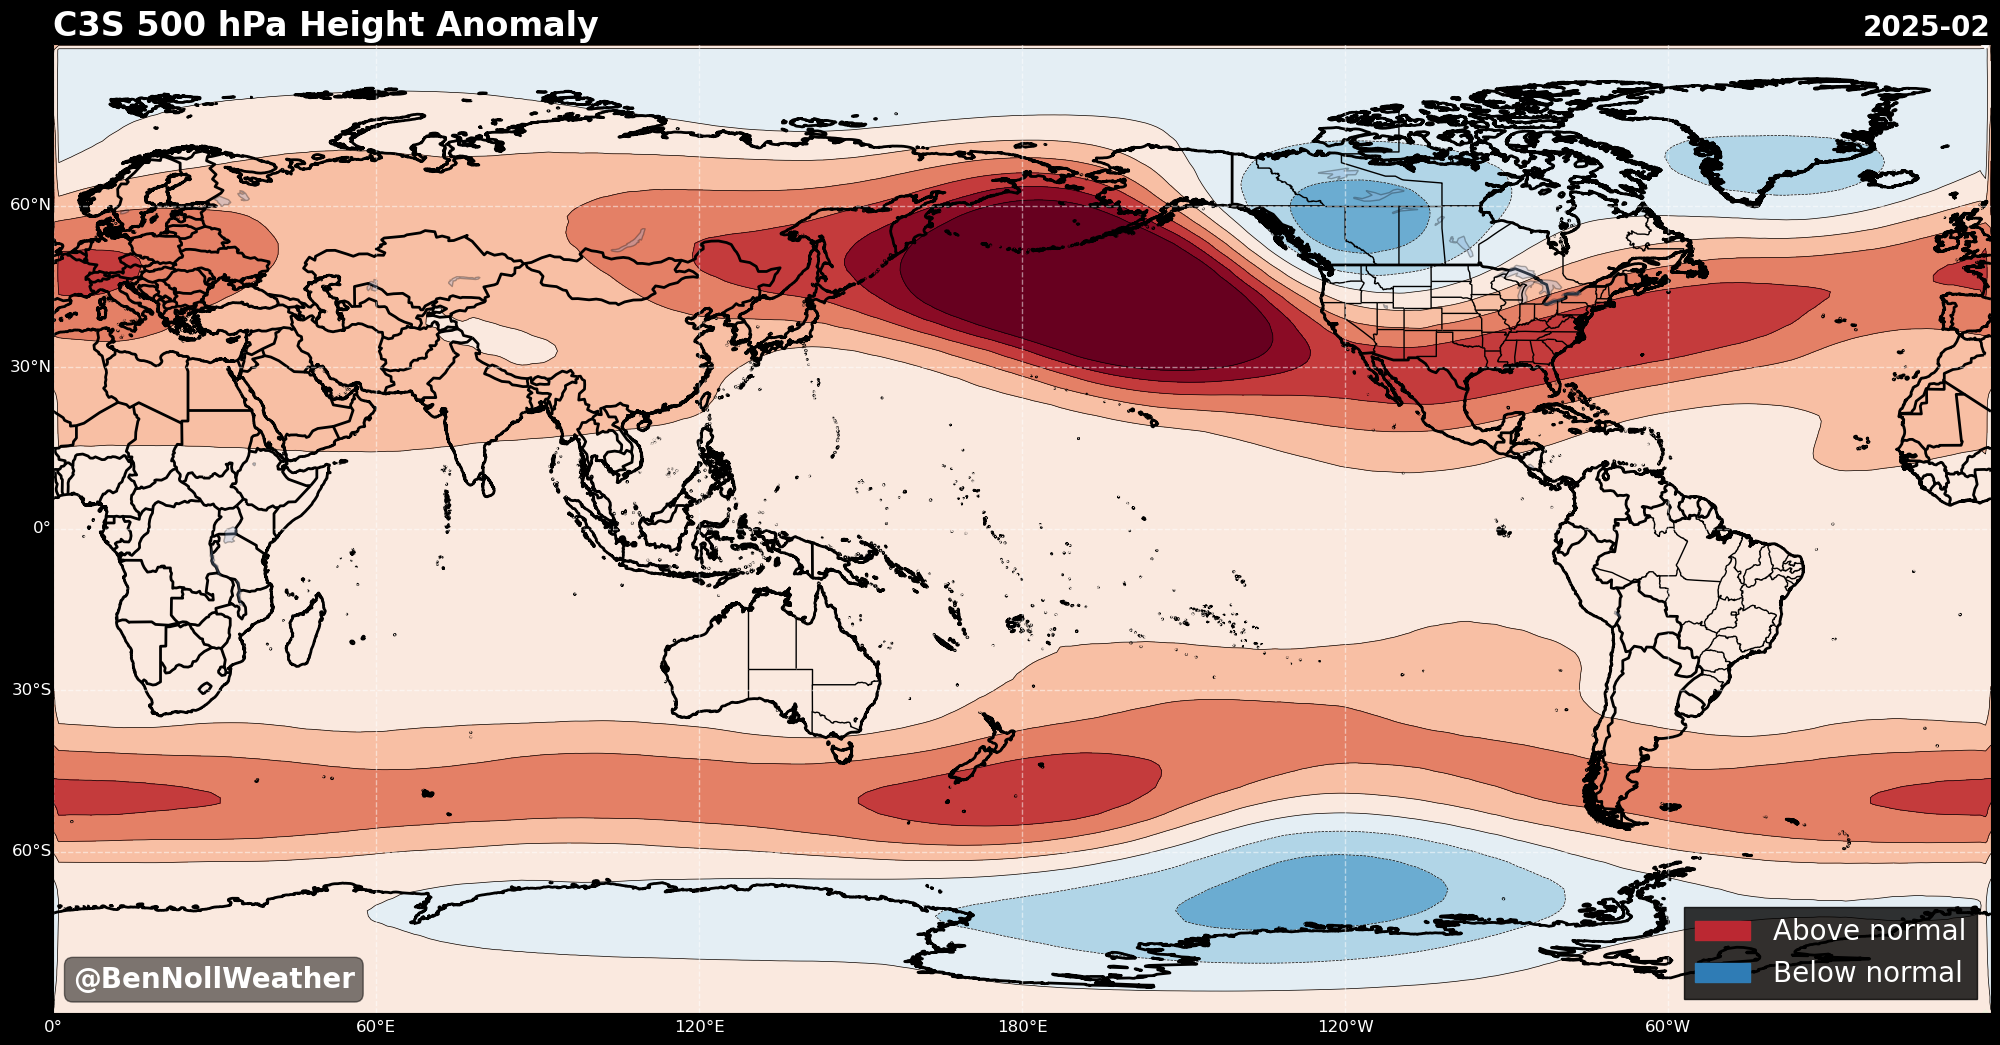 C3S 500 hPa Height Anomaly
2025-02
60°N
30°N
0°
30°S
60°S
Above normal
Below normal
@BenNollWeather
0°
60°E
120°E
180°E
120°W
60°W